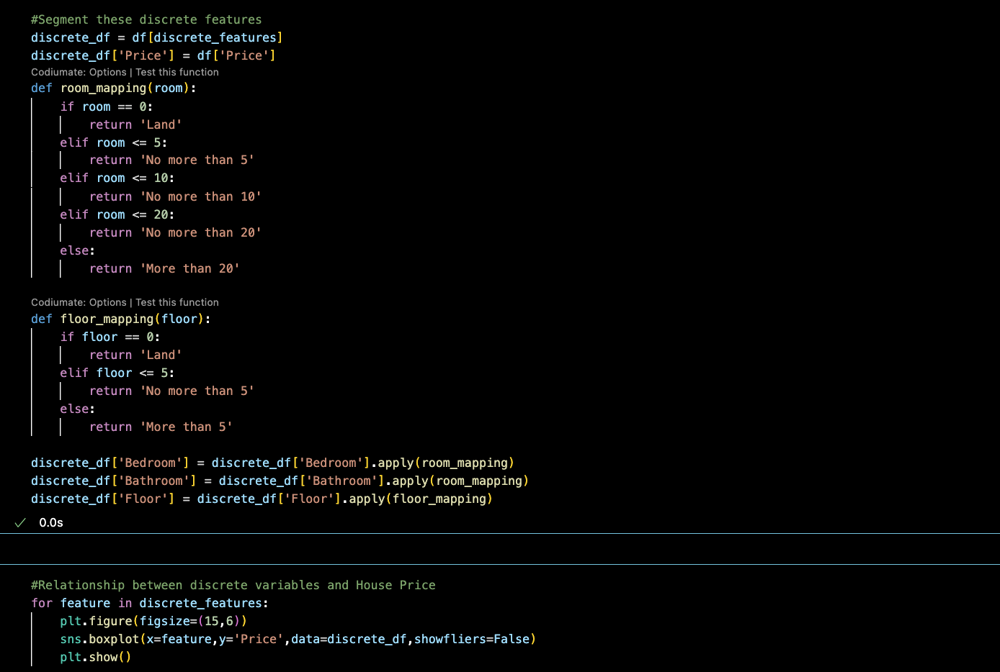 #Segment these discrete features
discrete_df = df[discrete_features]
discrete_df['Price'] = df['Price']
Codiumate: Options | Test this function
def room_mapping(room):
    if room == 0:
        return 'Land'
    elif room <= 5:
        return 'No more than 5'
    elif room <= 10:
        return 'No more than 10'
    elif room <= 20:
        return 'No more than 20'
    else:
        return 'More than 20'
Codiumate: Options | Test this function
def floor_mapping(floor):
    if floor == 0:
        return 'Land'
    elif floor <= 5:
        return 'No more than 5'
    else:
        return 'More than 5'
discrete_df['Bedroom'] = discrete_df['Bedroom'].apply(room_mapping)
discrete_df['Bathroom'] = discrete_df['Bathroom'].apply(room_mapping)
discrete_df['Floor'] = discrete_df['Floor'].apply(floor_mapping)
0.0s
#Relationship between discrete variables and House Price
for feature in discrete_features:
    plt.figure(figsize=(15,6))
    sns.boxplot(x=feature,y='Price',data=discrete_df,showfliers=False)
    plt.show()